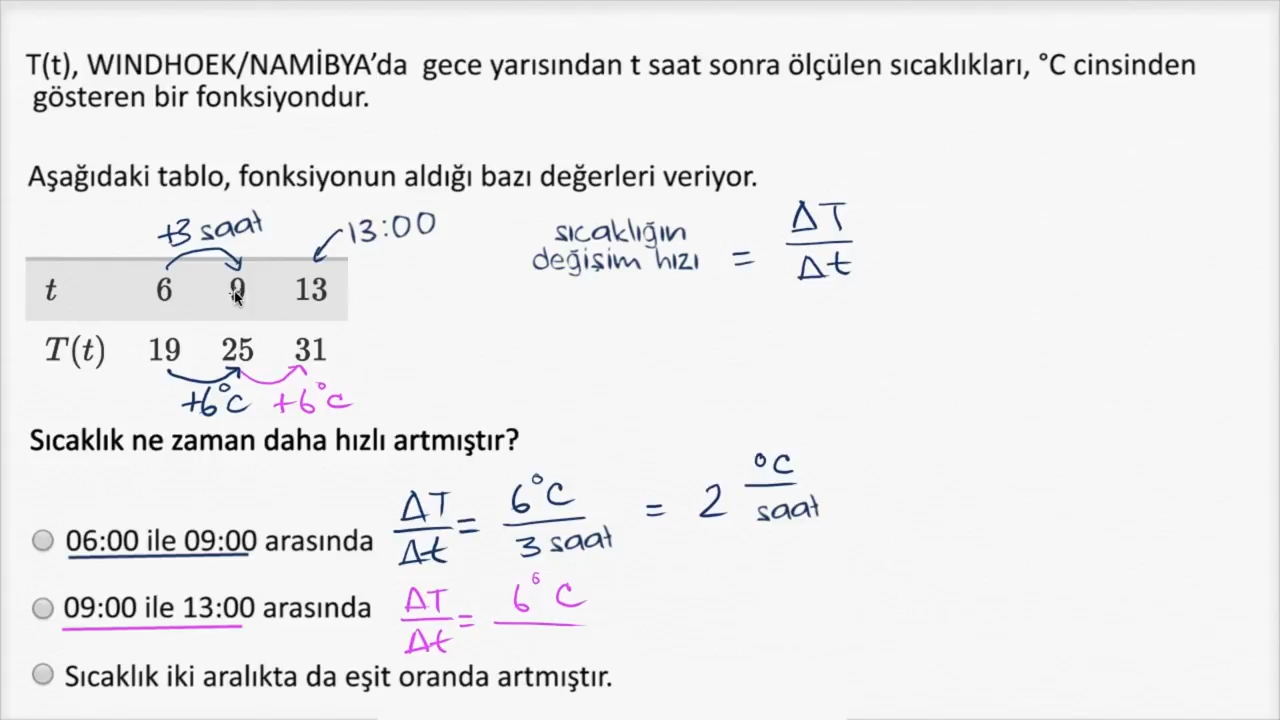 T(t), WINDHOEK/NAMİBYA’da gece yarısından t saat sonra ölçülen sıcaklıkları, °C cinsinden
gösteren bir fonksiyondur.
Aşağıdaki tablo, fonksiyonun aldığı bazı değerleri veriyor.
+3 saat 13:00
sıcaklığın
değişim hızı = ΔT/Δt
t 6 9 13
T(t) 19 25 31
+6°C +6°C
Sıcaklık ne zaman daha hızlı artmıştır?
06:00 ile 09:00 arasında ΔT/Δt = 6°C/3 saat = 2 °C/saat
09:00 ile 13:00 arasında ΔT/Δt = 6°C
Sıcaklık iki aralıkta da eşit oranda artmıştır.